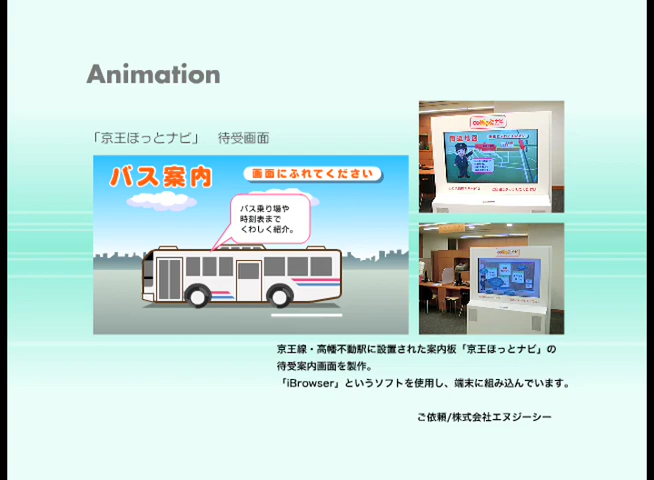 Animation
「京王ほっとナビ」　待受画面
バス案内
画面にふれてください
バス乗り場や
時刻表まで
くわしく紹介。
京王線・高幡不動駅に設置された案内板「京王ほっとナビ」の
待受案内画面を製作。
「iBrowser」というソフトを使用し、端末に組み込んでいます。
ご依頼/株式会社エヌジーシー